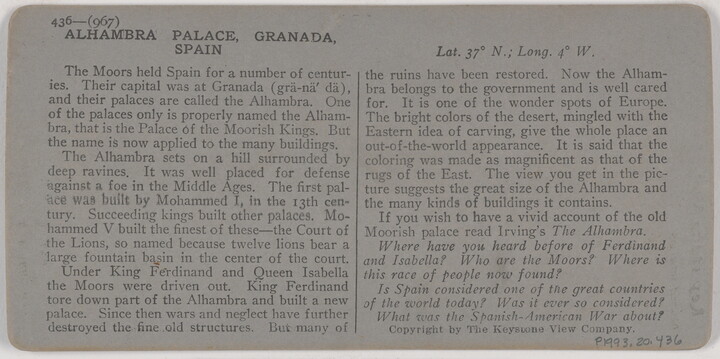 436—(967)
ALHAMBRA PALACE, GRANADA,
SPAIN
Lat. 37° N.; Long. 4° W.
The Moors held Spain for a number of centur-
ies. Their capital was at Granada (grä-nä′ dä),
and their palaces are called the Alhambra. One
of the palaces only is properly named the Alham-
bra, that is the Palace of the Moorish Kings. But
the name is now applied to the many buildings.
The Alhambra sets on a hill surrounded by
deep ravines. It was well placed for defense
against a foe in the Middle Ages. The first pal-
ace was built by Mohammed I, in the 13th cen-
tury. Succeeding kings built other palaces. Mo-
hammed V built the finest of these—the Court of
the Lions, so named because twelve lions bear a
large fountain basin in the center of the court.
Under King Ferdinand and Queen Isabella
the Moors were driven out. King Ferdinand
tore down part of the Alhambra and built a new
palace. Since then wars and neglect have further
destroyed the fine old structures. But many of
the ruins have been restored. Now the Alham-
bra belongs to the government and is well cared
for. It is one of the wonder spots of Europe.
The bright colors of the desert, mingled with the
Eastern idea of carving, give the whole place an
out-of-the-world appearance. It is said that the
coloring was made as magnificent as that of the
rugs of the East. The view you get in the pic-
ture suggests the great size of the Alhambra and
the many kinds of buildings it contains.
If you wish to have a vivid account of the old
Moorish palace read Irving's The Alhambra.
Where have you heard before of Ferdinand
and Isabella? Who are the Moors? Where is
this race of people now found?
Is Spain considered one of the great countries
of the world today? Was it ever so considered?
What was the Spanish-American War about?
Copyright by The Keystone View Company.
P1993.20.436